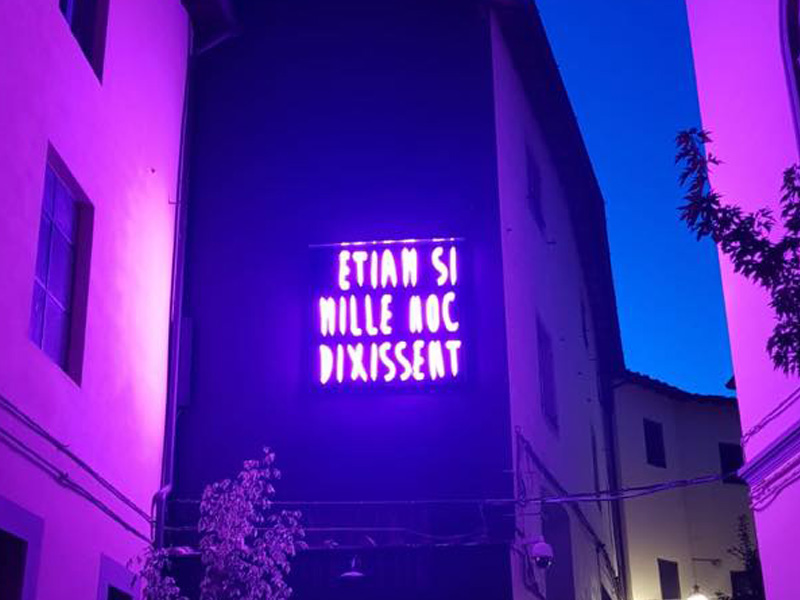 ETIAM SI
MILLE HOC
DIXISSENT